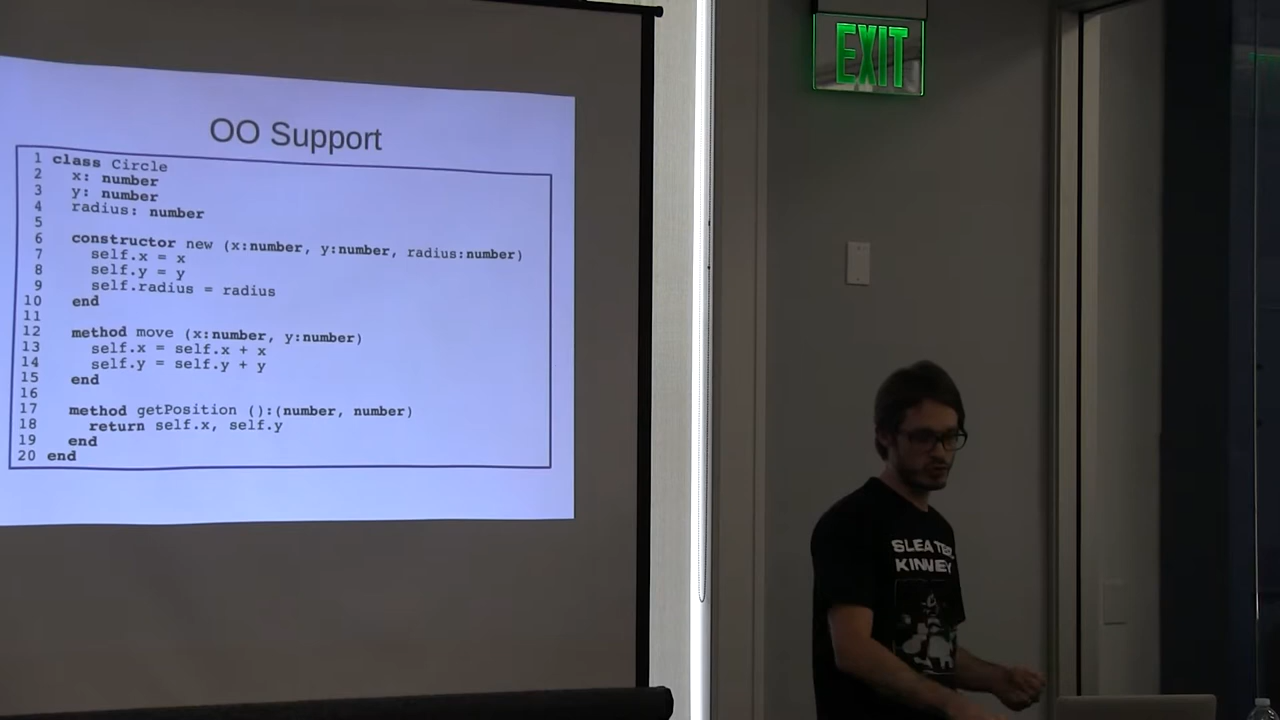 OO Support
1 class Circle
2 x: number
3 y: number
4 radius: number
5
6 constructor new (x:number, y:number, radius:number)
7 self.x = x
8 self.y = y
9 self.radius = radius
10 end
11
12 method move (x:number, y:number)
13 self.x = self.x + x
14 self.y = self.y + y
15 end
16
17 method getPosition ():(number, number)
18 return self.x, self.y
19 end
20 end
EXIT
KINNEY